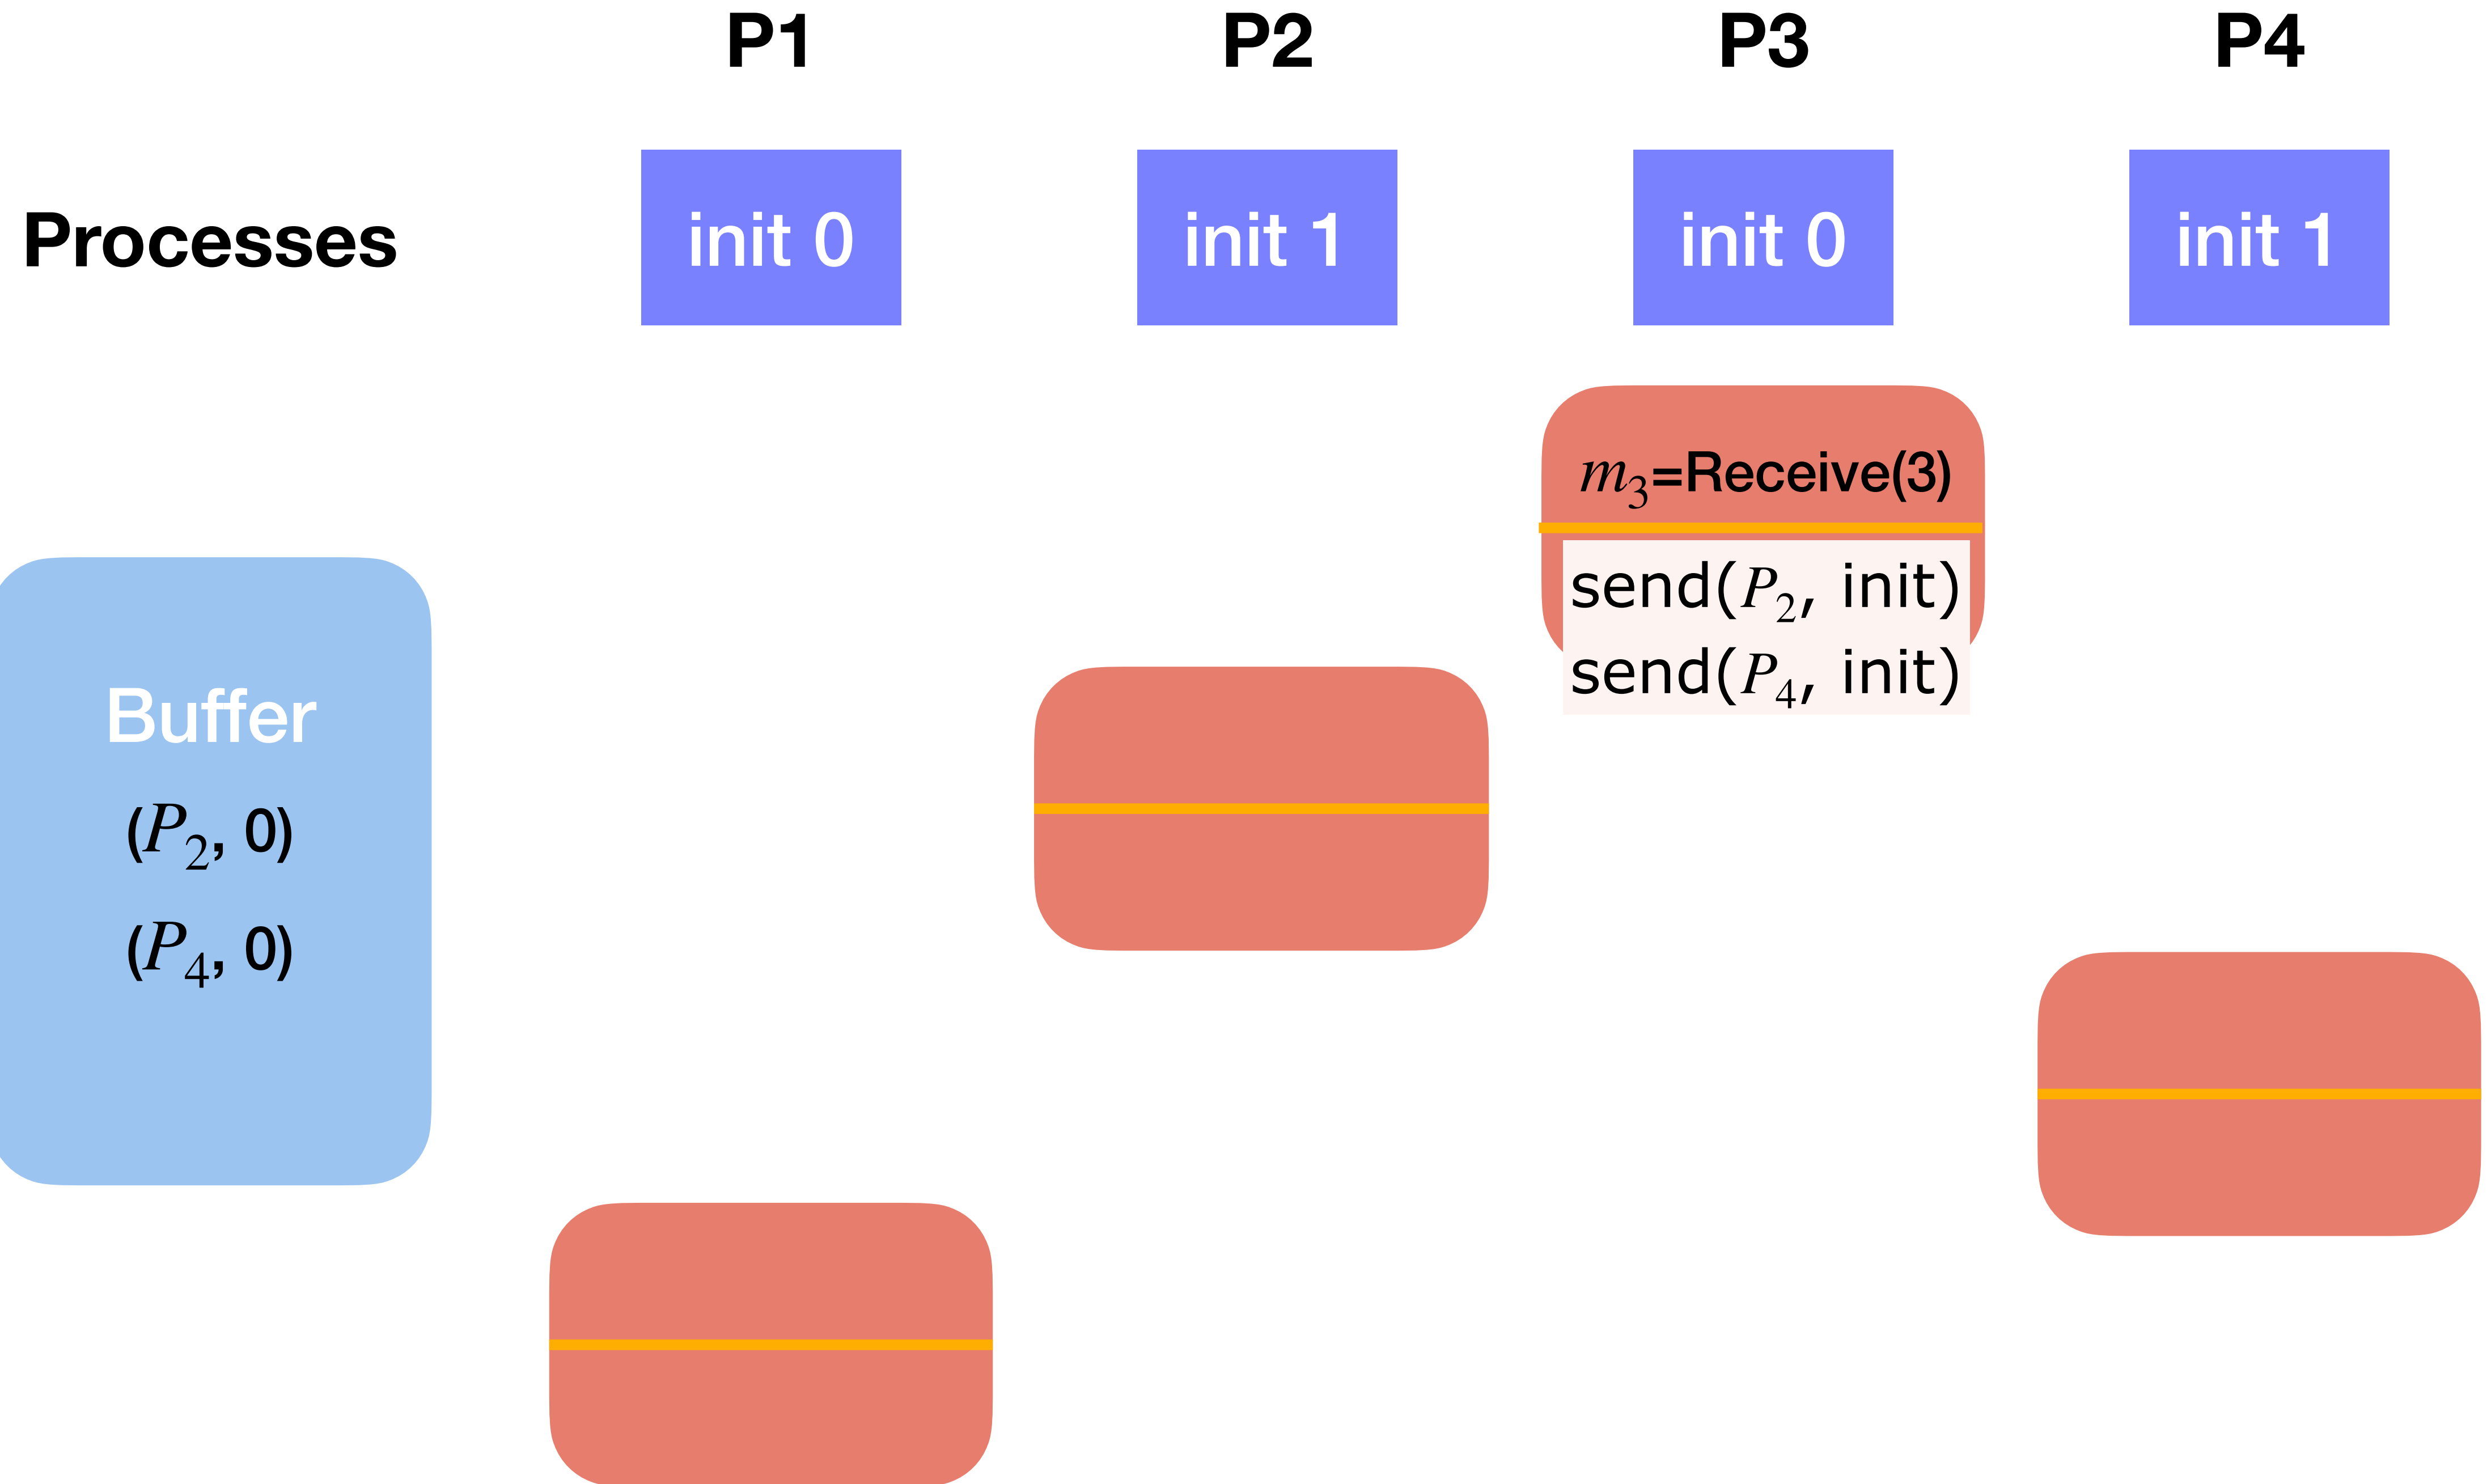 P1 P2 P3 P4
Processes init 0 init 1 init 0 init 1
m₃=Receive(3)
send(P₂, init)
send(P₄, init)
Buffer
(P₂, 0)
(P₄, 0)